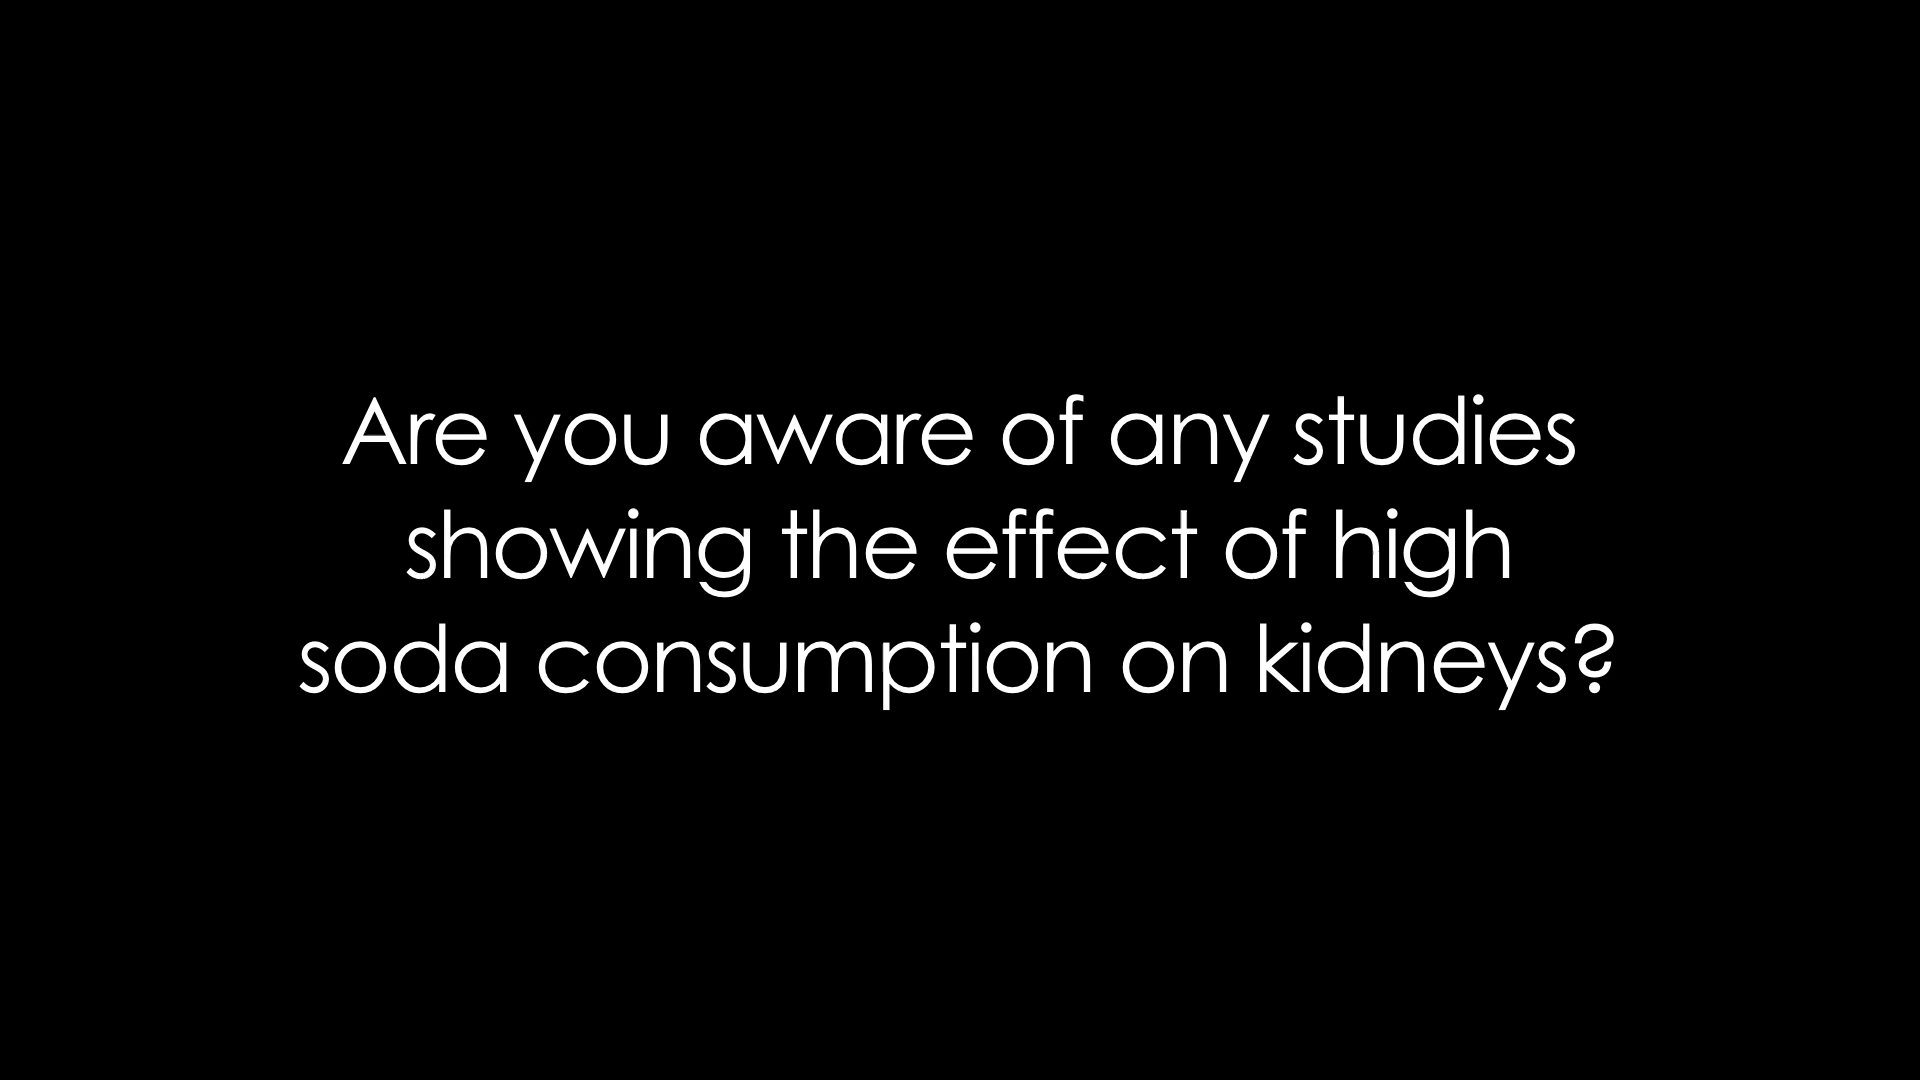 Are you aware of any studies
showing the effect of high
soda consumption on kidneys?